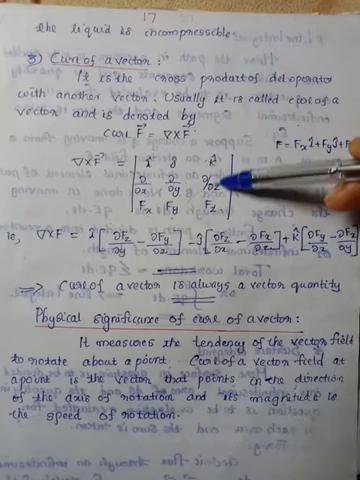 17
the liquid is incompressible.
3) Curl of a vector:
It is the cross product of del operator
with another vector. Usually it is called curl of a
vector and is denoted by
curl F⃗ = ∇×F⃗
F⃗ = Fx î + Fy ĵ + F
∇×F⃗ = | î ĵ k̂ |
| ∂/∂x ∂/∂y ∂/∂z |
| Fx Fy Fz |
ie, ∇×F = î [∂Fz/∂y − ∂Fy/∂z] − ĵ [∂Fz/∂x − ∂Fx/∂z] + k̂ [∂Fy/∂x − ∂Fx/∂y]
⇒ Curl of a vector is always a vector quantity
Physical significance of curl of a vector:
It measures the tendency of the vector field
to rotate about a point. Curl of a vector field at
a point is the vector that points in the direction
of the axis of rotation and its magnitude is
the speed of rotation.